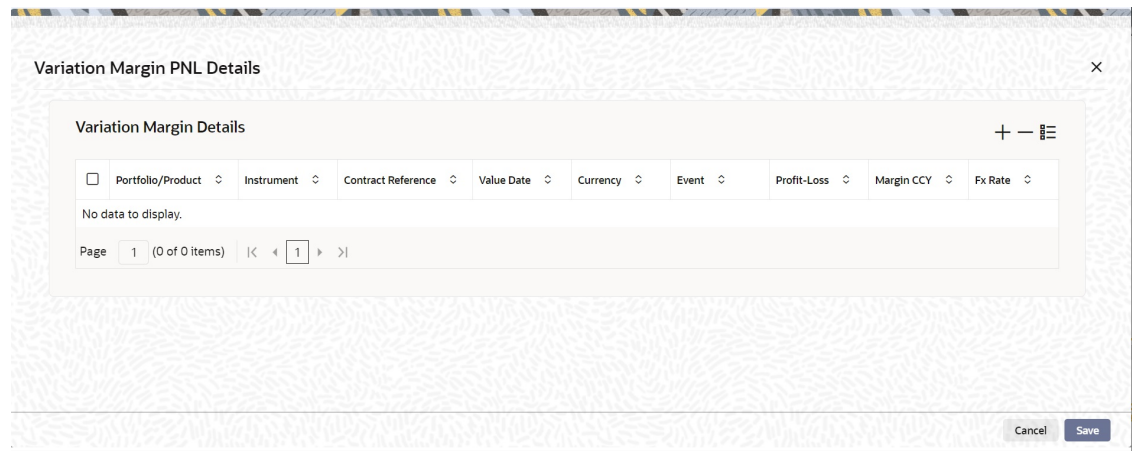 Variation Margin PNL Details
Variation Margin Details
Portfolio/Product Instrument Contract Reference Value Date Currency Event Profit-Loss Margin CCY Fx Rate
No data to display.
Page 1 (0 of 0 items) 1
Cancel Save